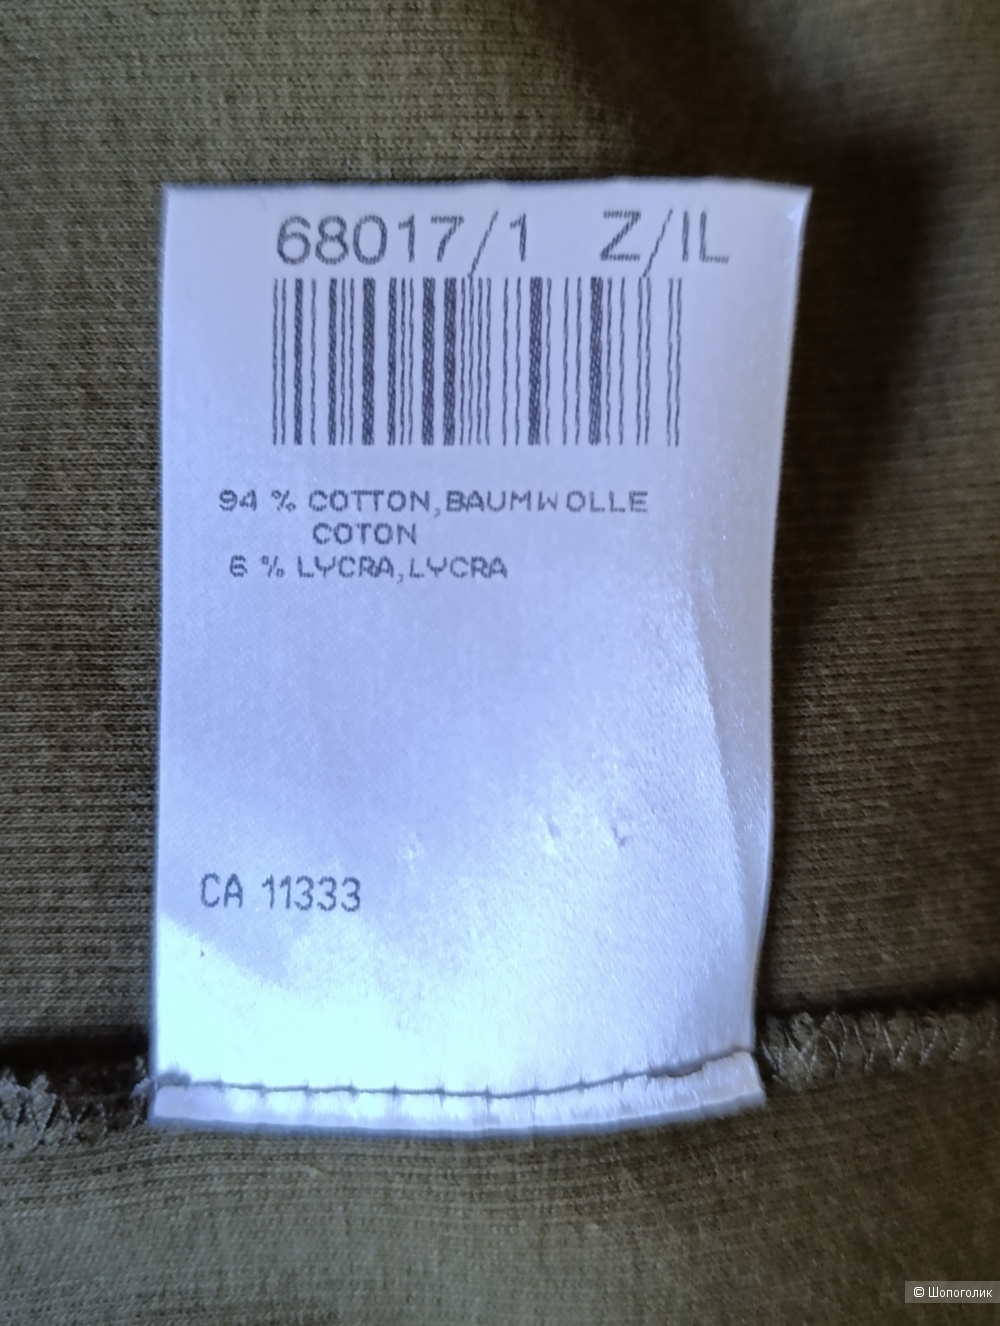 68017/1 Z/IL
94 % COTTON,BAUMWOLLE
COTON
6 % LYCRA,LYCRA
CA 11333
© Шопоголик